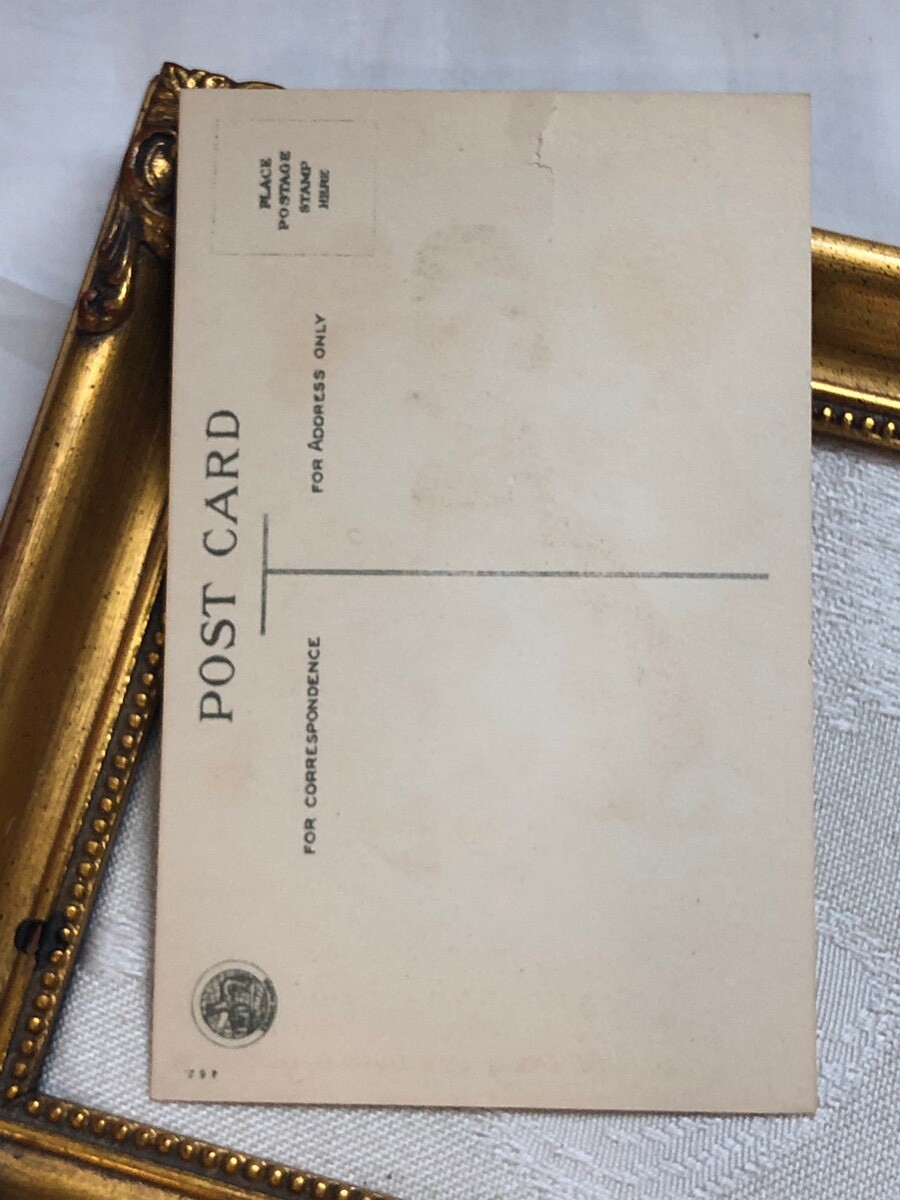 POST CARD
PLACE
POSTAGE
STAMP
HERE
FOR CORRESPONDENCE
FOR ADDRESS ONLY